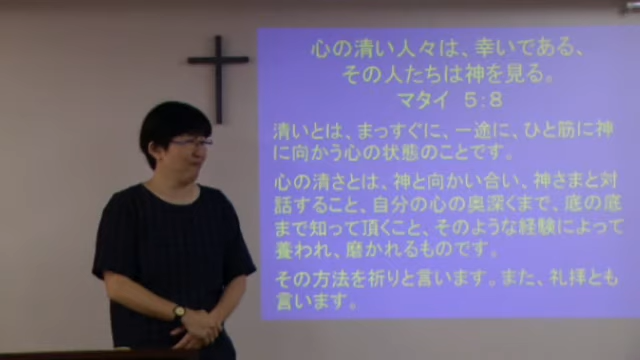 心の清い人々は、幸いである、
その人たちは神を見る。
マタイ 5:8
清いとは、まっすぐに、一途に、ひと筋に神
に向かう心の状態のことです。
心の清さとは、神と向かい合い、神さまと対
話すること、自分の心の奥深くまで、底の底
まで知って頂くこと、そのような経験によって
養われ、磨かれるものです。
その方法を祈りと言います。また、礼拝とも
言います。